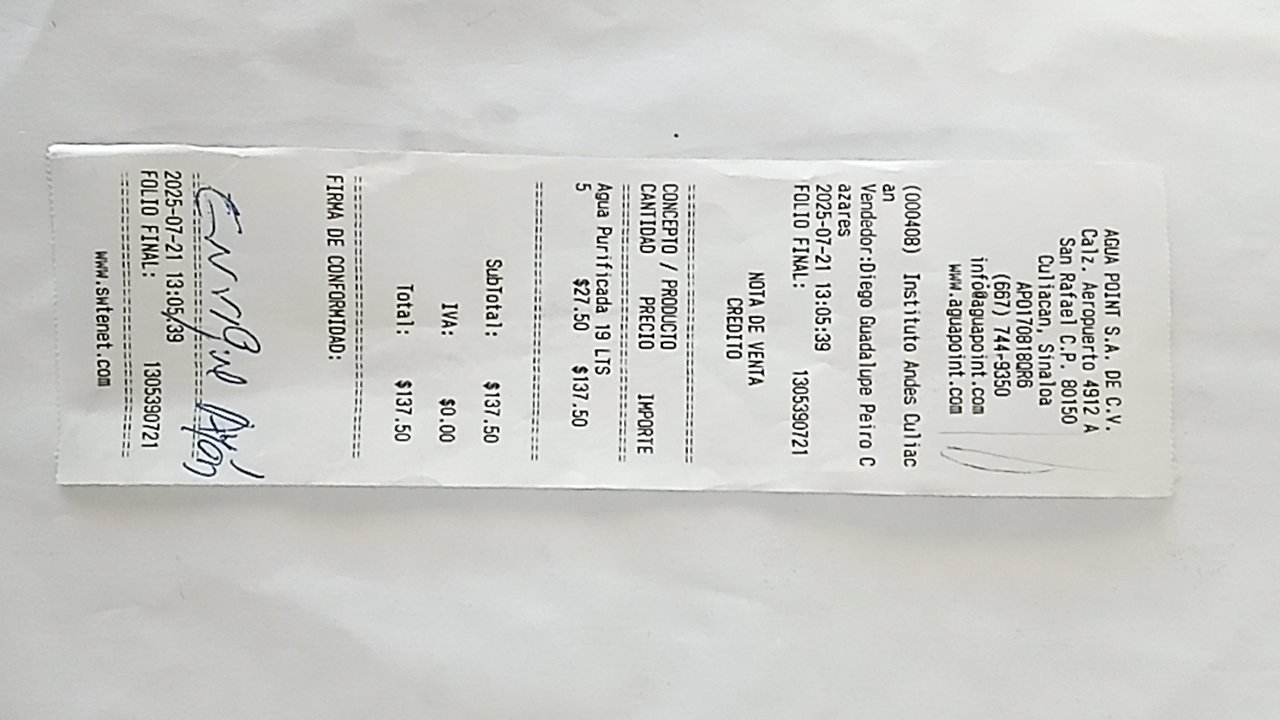 AGUA POINT S.A. DE C.V.
Calz. Aeropuerto 4912 A
San Rafael C.P. 80150
Culiacan, Sinaloa
APO170818QR6
(667) 744-9350
info@aguapoint.com
www.aguapoint.com
(000408) Instituto Andes Culiac
an
Vendedor:Diego Guadalupe Peiro C
azares
2025-07-21 13:05:39
FOLIO FINAL: 1305390721
NOTA DE VENTA
CREDITO
CONCEPTO / PRODUCTO
CANTIDAD PRECIO IMPORTE
Agua Purificada 19 LTS
5 $27.50 $137.50
SubTotal: $137.50
IVA: $0.00
Total: $137.50
FIRMA DE CONFORMIDAD:
2025-07-21 13:05:39
FOLIO FINAL: 1305390721
www.swtenet.com